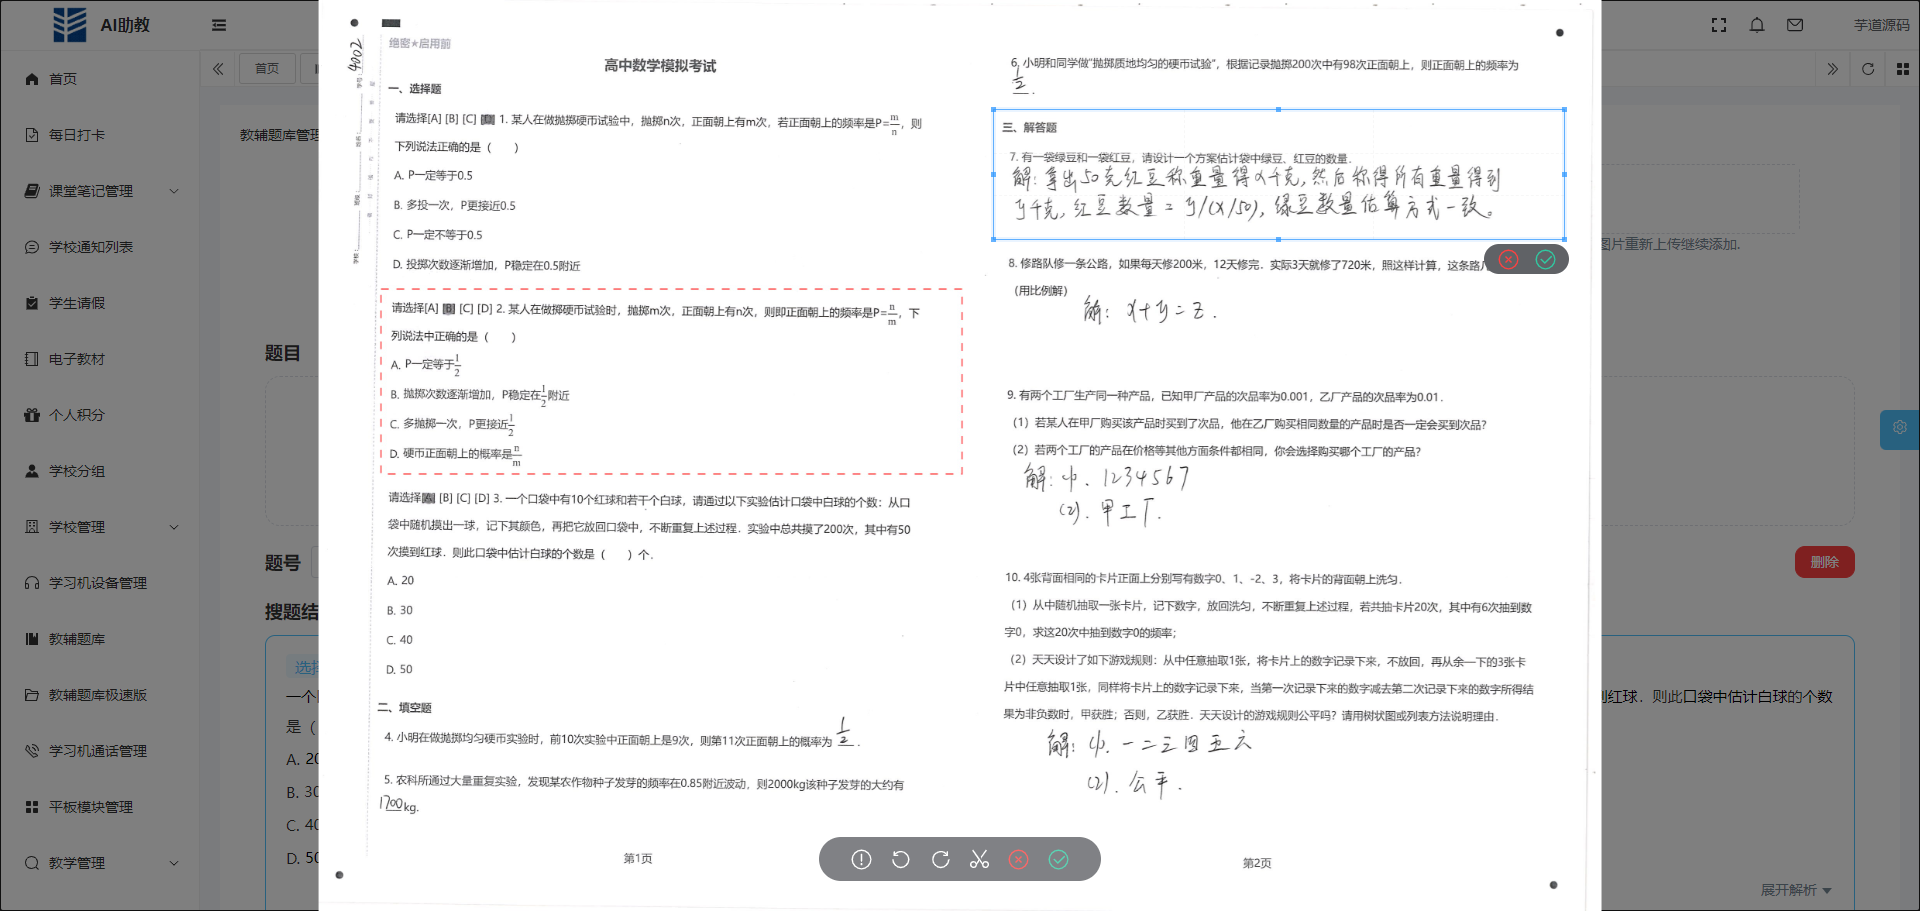 AI助教
芋道源码
首页
每日打卡
课堂笔记管理
学校通知列表
学生请假
电子教材
个人积分
学校分组
学校管理
学习机设备管理
教辅题库
教辅题库极速版
学习机通话管理
平板模块管理
教学管理
首页
教辅题库管理
题目
题号
搜题结
选择
一个
是（
A. 20
B. 30
C. 40
D. 50
4002
绝密★启用前
高中数学模拟考试
一、选择题
请选择[A] [B] [C] [D] 1. 某人在做抛掷硬币试验中，抛掷n次，正面朝上有m次，若正面朝上的频率是P=m/n，则
下列说法正确的是（　　）
A. P一定等于0.5
B. 多投一次，P更接近0.5
C. P一定不等于0.5
D. 投掷次数逐渐增加，P稳定在0.5附近
请选择[A] [B] [C] [D] 2. 某人在做掷硬币试验时，抛掷m次，正面朝上有n次，则即正面朝上的频率是P=n/m，下
列说法中正确的是（　　）
A. P一定等于1/2
B. 抛掷次数逐渐增加，P稳定在1/2附近
C. 多抛掷一次，P更接近1/2
D. 硬币正面朝上的概率是n/m
请选择[A] [B] [C] [D] 3. 一个口袋中有10个红球和若干个白球，请通过以下实验估计口袋中白球的个数：从口
袋中随机摸出一球，记下其颜色，再把它放回口袋中，不断重复上述过程．实验中总共摸了200次，其中有50
次摸到红球．则此口袋中估计白球的个数是（　　）个．
A. 20
B. 30
C. 40
D. 50
二、填空题
4. 小明在做抛掷均匀硬币实验时，前10次实验中正面朝上是9次，则第11次正面朝上的概率为 1/2 ．
5. 农科所通过大量重复实验，发现某农作物种子发芽的频率在0.85附近波动，则2000kg该种子发芽的大约有
1700kg.
第1页
6. 小明和同学做“抛掷质地均匀的硬币试验”，根据记录抛掷200次中有98次正面朝上，则正面朝上的频率为
1/2 .
三、解答题
7. 有一袋绿豆和一袋红豆，请设计一个方案估计袋中绿豆、红豆的数量．
解：拿出50克红豆称重量得x千克，然后称得所有重量得到
y千克，红豆数量=y/(x/50)，绿豆数量估算方式一致。
8. 修路队修一条公路，如果每天修200米，12天修完．实际3天就修了720米，照这样计算，这条路
（用比例解）
解：x+y=z．
9. 有两个工厂生产同一种产品，已知甲厂产品的次品率为0.001，乙厂产品的次品率为0.01．
（1）若某人在甲厂购买该产品时买到了次品，他在乙厂购买相同数量的产品时是否一定会买到次品？
（2）若两个工厂的产品在价格等其他方面条件都相同，你会选择购买哪个工厂的产品？
解：(1). 1234567
(2). 甲工厂.
10. 4张背面相同的卡片正面上分别写有数字0、1、-2、3，将卡片的背面朝上洗匀．
（1）从中随机抽取一张卡片，记下数字，放回洗匀，不断重复上述过程，若共抽卡片20次，其中有6次抽到数
字0，求这20次中抽到数字0的频率；
（2）天天设计了如下游戏规则：从中任意抽取1张，将卡片上的数字记录下来，不放回，再从余一下的3张卡
片中任意抽取1张，同样将卡片上的数字记录下来，当第一次记录下来的数字减去第二次记录下来的数字所得结
果为非负数时，甲获胜；否则，乙获胜．天天设计的游戏规则公平吗？请用树状图或列表方法说明理由．
解：(1). 一二三四五六
(2). 公平.
第2页
图片重新上传继续添加.
删除
到红球．则此口袋中估计白球的个数
展开解析